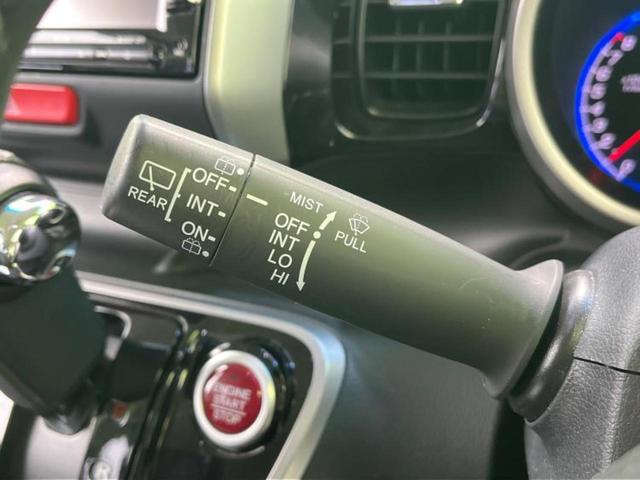 OFF
INT
ON
REAR
MIST
OFF
INT
LO
HI
PULL
ENGINE
START
STOP
R